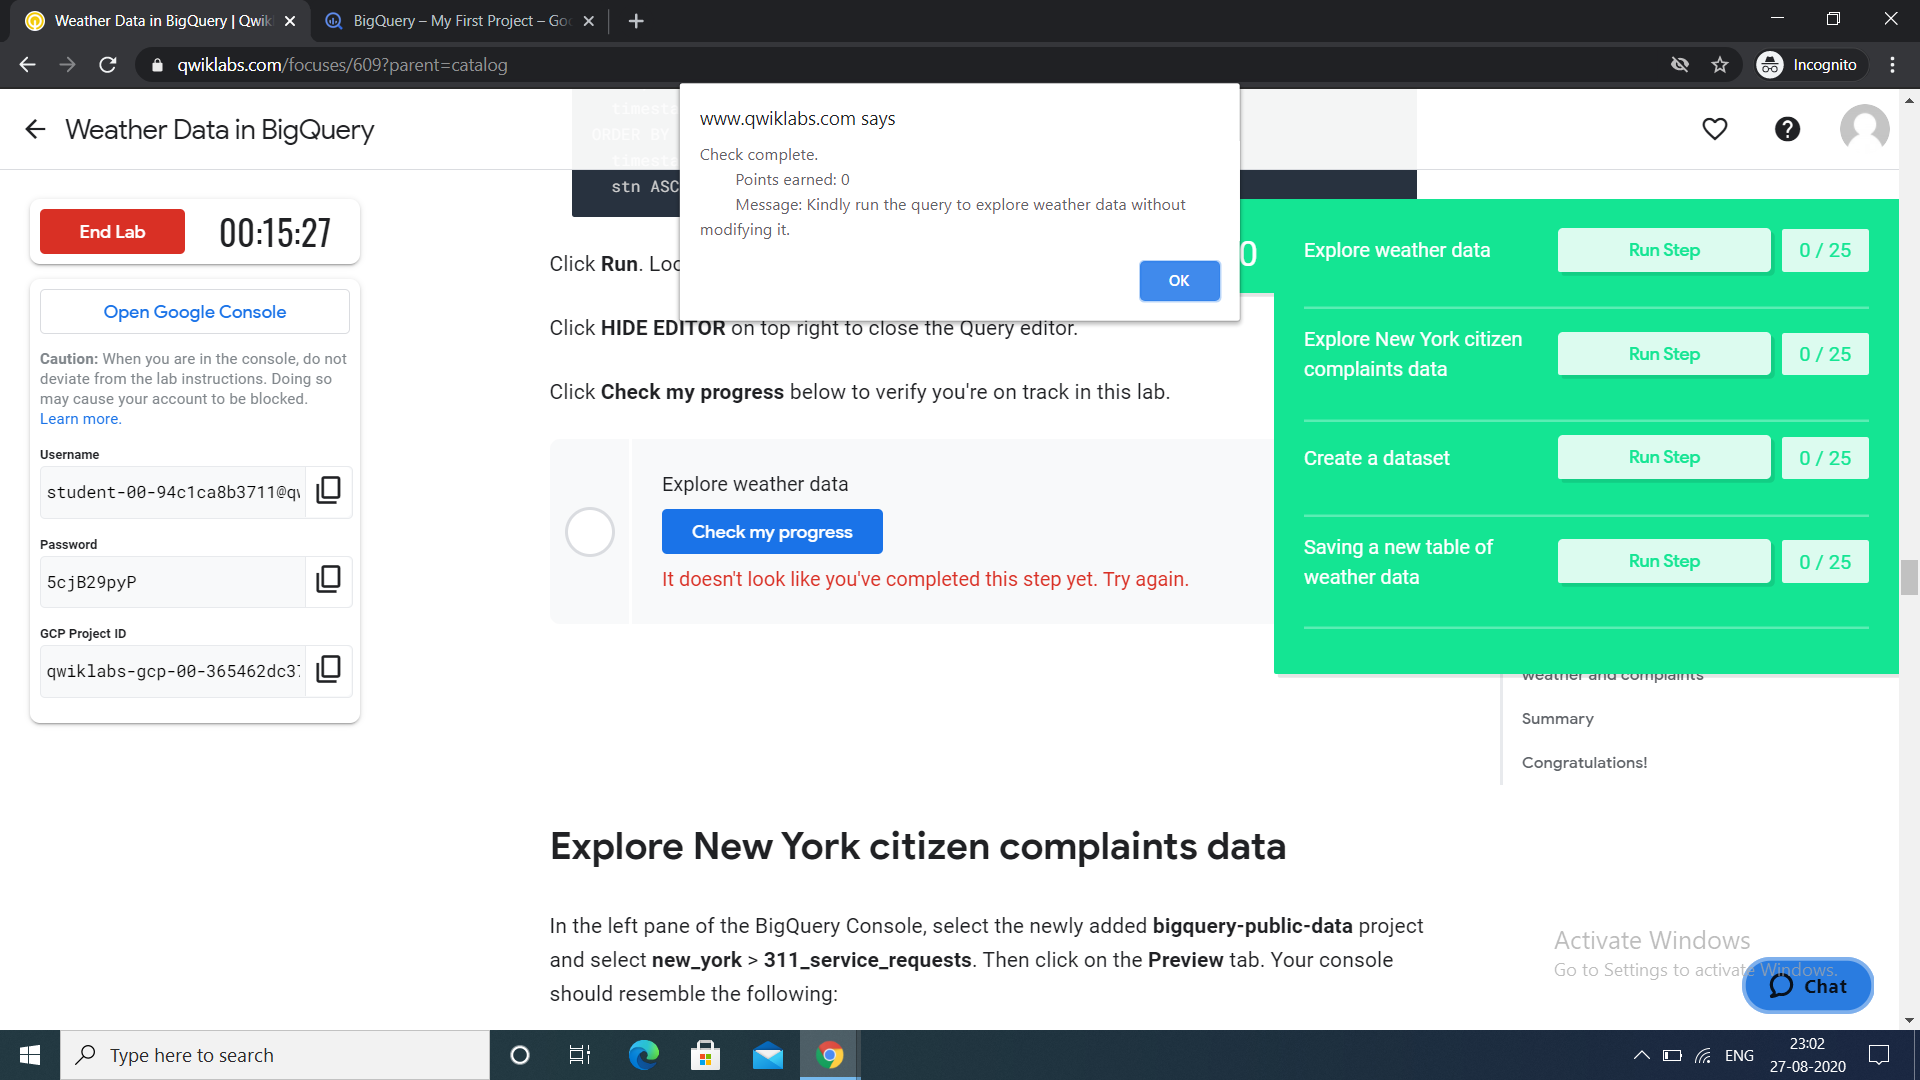 Weather Data in BigQuery | Qwik
BigQuery – My First Project – Goo
qwiklabs.com/focuses/609?parent=catalog
Incognito
Weather Data in BigQuery
ORDER BY
stn ASC
www.qwiklabs.com says
Check complete.
Points earned: 0
Message: Kindly run the query to explore weather data without
modifying it.
OK
End Lab
00:15:27
Open Google Console
Caution: When you are in the console, do not
deviate from the lab instructions. Doing so
may cause your account to be blocked.
Learn more.
Username
student-00-94c1ca8b3711@qw
Password
5cjB29pyP
GCP Project ID
qwiklabs-gcp-00-365462dc37
Click Run. Loo
Click HIDE EDITOR on top right to close the Query editor.
Click Check my progress below to verify you're on track in this lab.
Explore weather data
Check my progress
It doesn't look like you've completed this step yet. Try again.
0
Explore weather data
Run Step
0 / 25
Explore New York citizen
complaints data
Run Step
0 / 25
Create a dataset
Run Step
0 / 25
Saving a new table of
weather data
Run Step
0 / 25
weather and complaints
Summary
Congratulations!
Explore New York citizen complaints data
In the left pane of the BigQuery Console, select the newly added bigquery-public-data project
and select new_york > 311_service_requests. Then click on the Preview tab. Your console
should resemble the following:
Activate Windows
Go to Settings to activate Windows.
Chat
Type here to search
ENG
23:02
27-08-2020